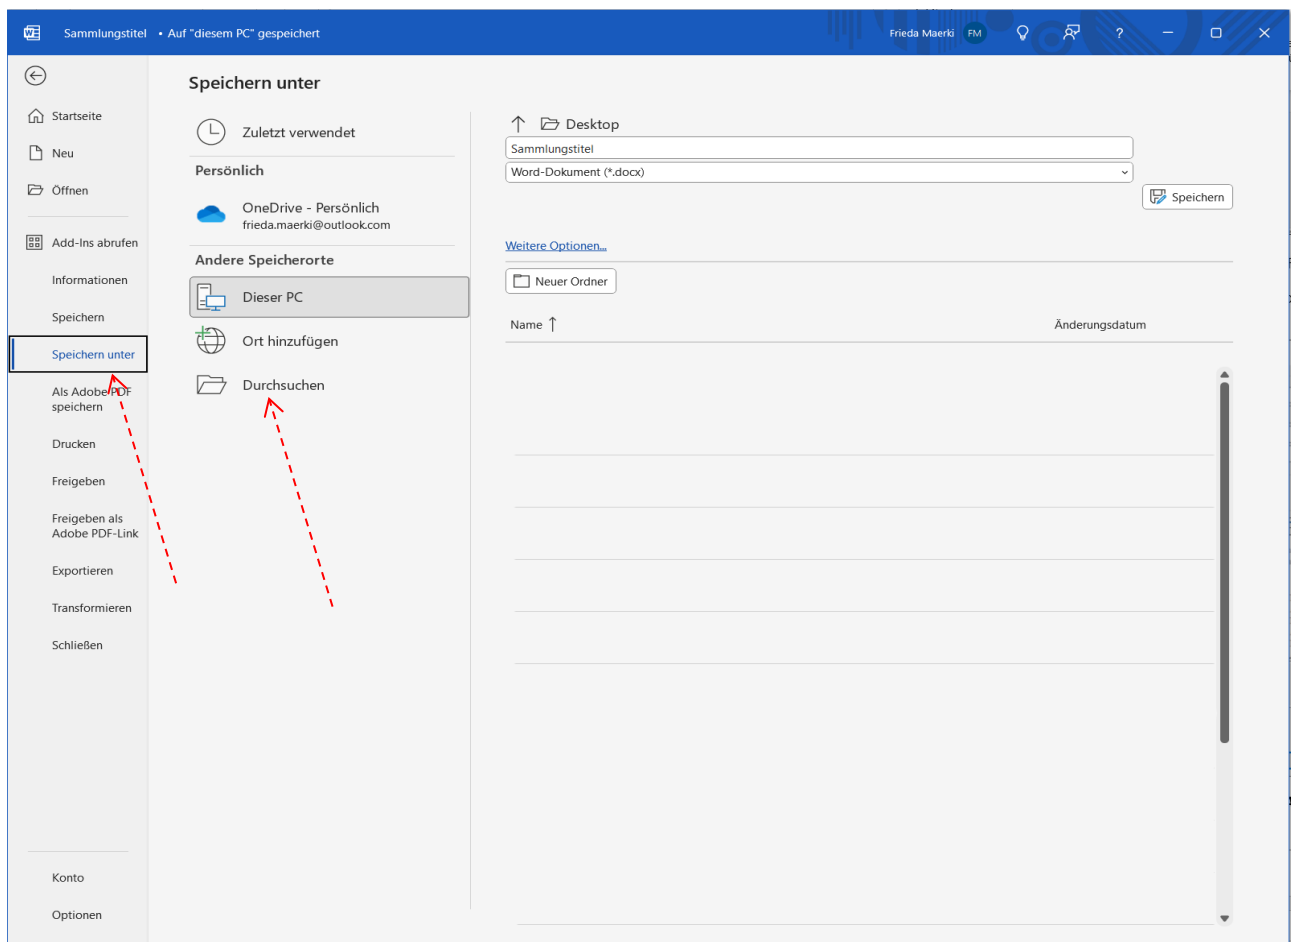 Sammlungstitel • Auf "diesem PC" gespeichert
Frieda Maerki FM ?
Speichern unter
Startseite
Neu
Öffnen
Add-Ins abrufen
Informationen
Speichern
Speichern unter
Als Adobe PDF
speichern
Drucken
Freigeben
Freigeben als
Adobe PDF-Link
Exportieren
Transformieren
Schließen
Konto
Optionen
Zuletzt verwendet
Persönlich
OneDrive - Persönlich
frieda.maerki@outlook.com
Andere Speicherorte
Dieser PC
Ort hinzufügen
Durchsuchen
Desktop
Sammlungstitel
Word-Dokument (*.docx)
Speichern
Weitere Optionen...
Neuer Ordner
Name ↑
Änderungsdatum